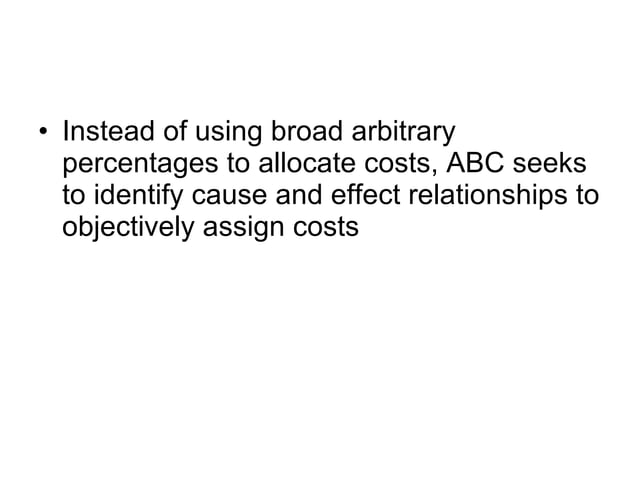 • Instead of using broad arbitrary
percentages to allocate costs, ABC seeks
to identify cause and effect relationships to
objectively assign costs